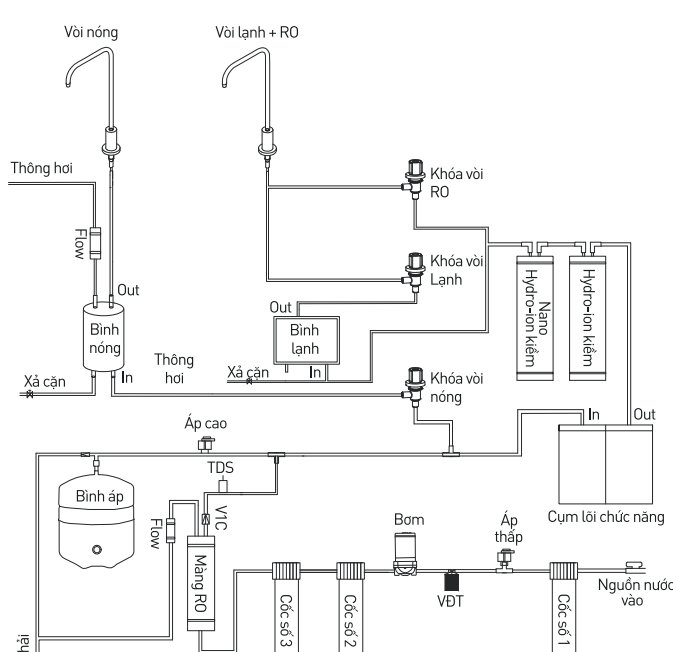 Vòi nóng
Vòi lạnh + RO
Thông hơi
Flow
Out
Bình
nóng
Xả cặn
In
Thông
hơi
Khóa vòi
RO
Khóa vòi
Lạnh
Out
Bình
lạnh
Xả cặn
In
Khóa vòi
nóng
Nano
Hydro-ion kiềm
Hydro-ion kiềm
In
Out
Cụm lõi chức năng
Áp cao
TDS
Bình áp
Flow
V1C
Màng RO
Bơm
Áp
thấp
VĐT
Nguồn nước
vào
Cốc số 3
Cốc số 2
Cốc số 1
hải